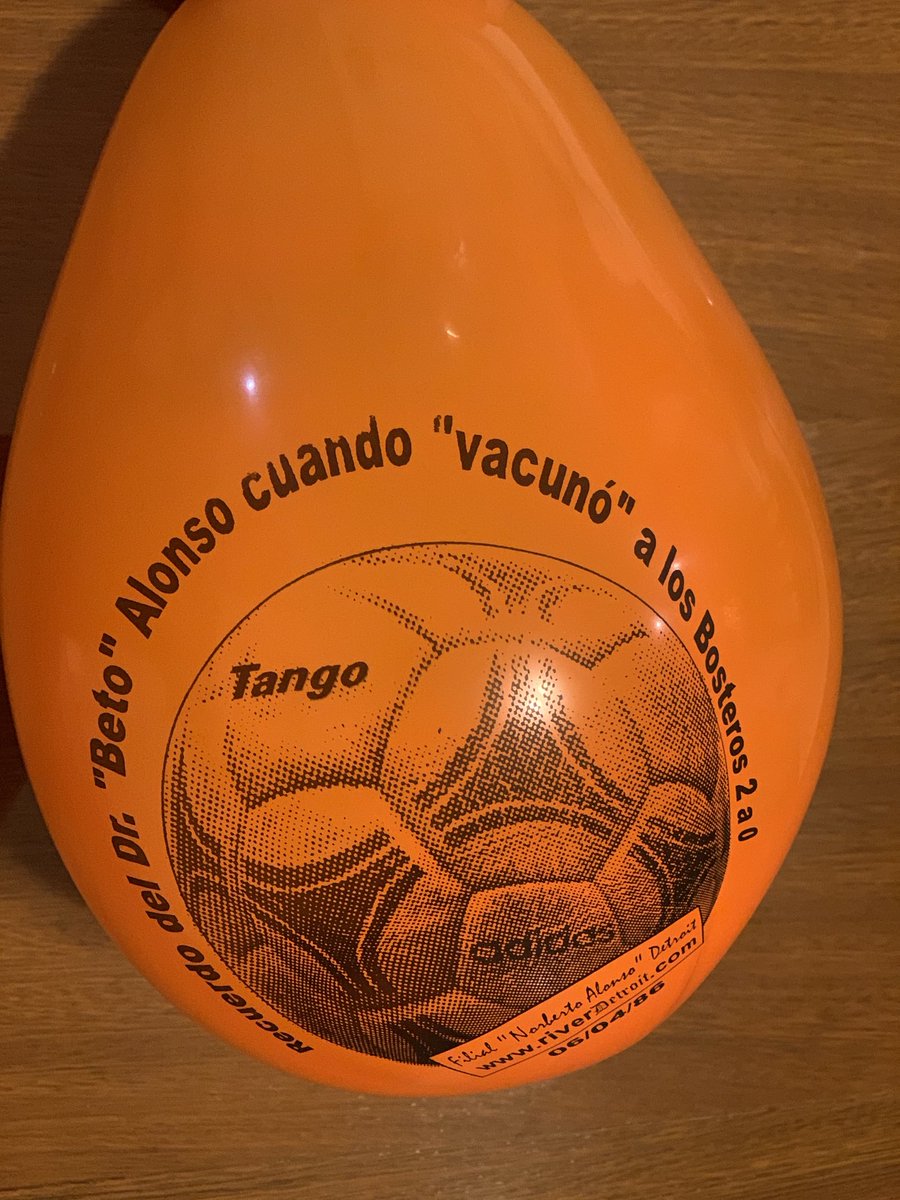 Recuerdo del Dr. "Beto" Alonso cuando "vacunó" a los Bosteros 2 a 0
Tango
adidas
Filial "Norberto Alonso" Detroit
www.riverDetroit.com
06/04/86